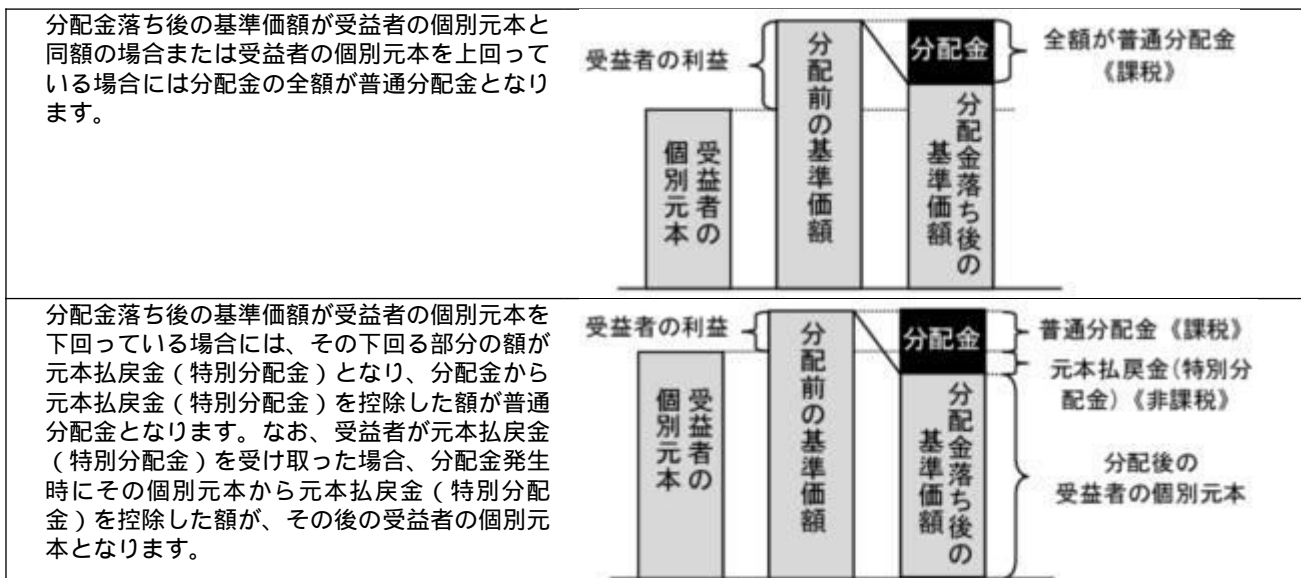 分配金落ち後の基準価額が受益者の個別元本と
同額の場合または受益者の個別元本を上回って
いる場合には分配金の全額が普通分配金となり
ます。
受益者の利益
受益者の
個別元本
分配前の基準価額
分配金
分配金落ち後の
基準価額
全額が普通分配金
《課税》
分配金落ち後の基準価額が受益者の個別元本を
下回っている場合には、その下回る部分の額が
元本払戻金(特別分配金)となり、分配金から
元本払戻金(特別分配金)を控除した額が普通
分配金となります。なお、受益者が元本払戻金
(特別分配金)を受け取った場合、分配金発生
時にその個別元本から元本払戻金(特別分配
金)を控除した額が、その後の受益者の個別元
本となります。
受益者の利益
受益者の
個別元本
分配前の基準価額
分配金
分配金落ち後の
基準価額
普通分配金《課税》
元本払戻金(特別分
配金)《非課税》
分配後の
受益者の個別元本